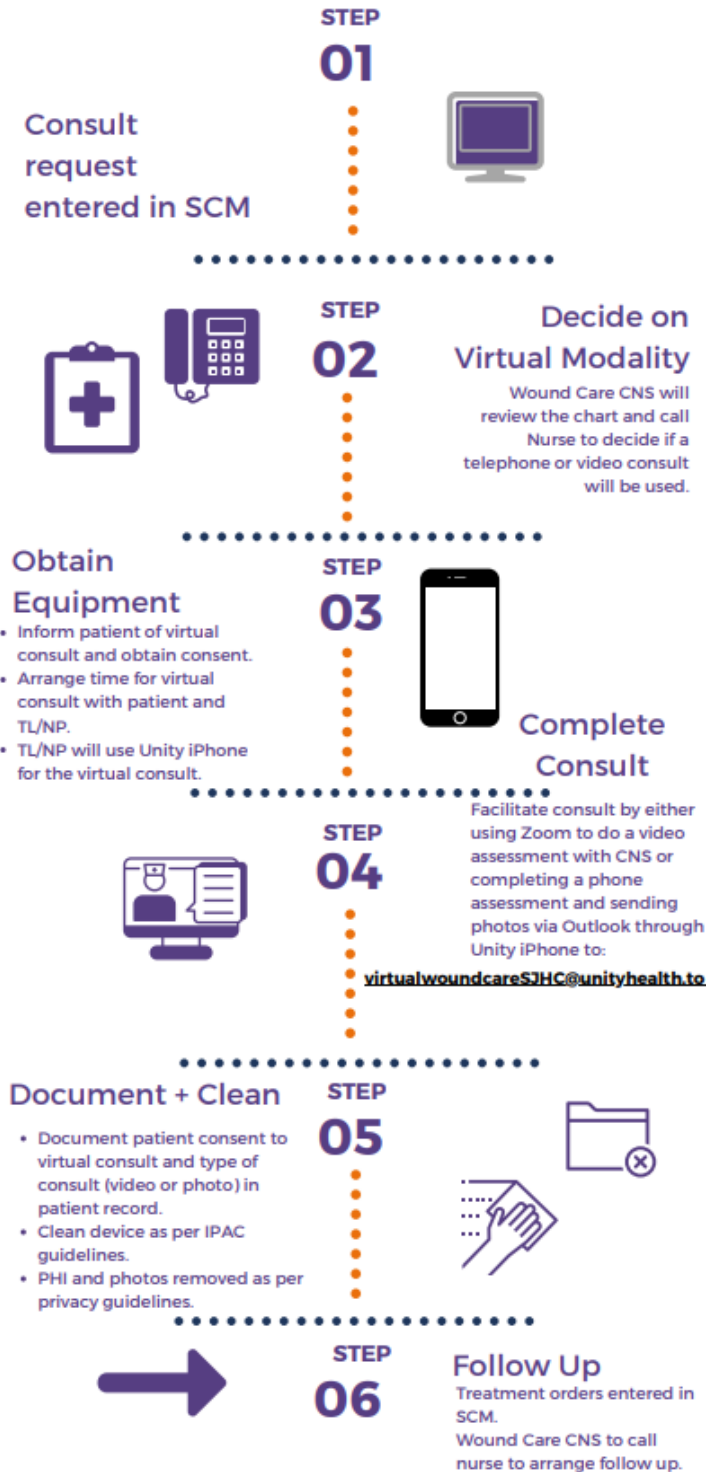 STEP
01
Consult
request
entered in SCM
STEP
02
Decide on
Virtual Modality
Wound Care CNS will
review the chart and call
Nurse to decide if a
telephone or video consult
will be used.
Obtain
Equipment
• Inform patient of virtual
consult and obtain consent.
• Arrange time for virtual
consult with patient and
TL/NP.
• TL/NP will use Unity iPhone
for the virtual consult.
STEP
03
Complete
Consult
Facilitate consult by either
using Zoom to do a video
assessment with CNS or
completing a phone
assessment and sending
photos via Outlook through
Unity iPhone to:
virtualwoundcareSJHC@unityhealth.to
STEP
04
Document + Clean
• Document patient consent to
virtual consult and type of
consult (video or photo) in
patient record.
• Clean device as per IPAC
guidelines.
• PHI and photos removed as per
privacy guidelines.
STEP
05
STEP
06
Follow Up
Treatment orders entered in
SCM.
Wound Care CNS to call
nurse to arrange follow up.